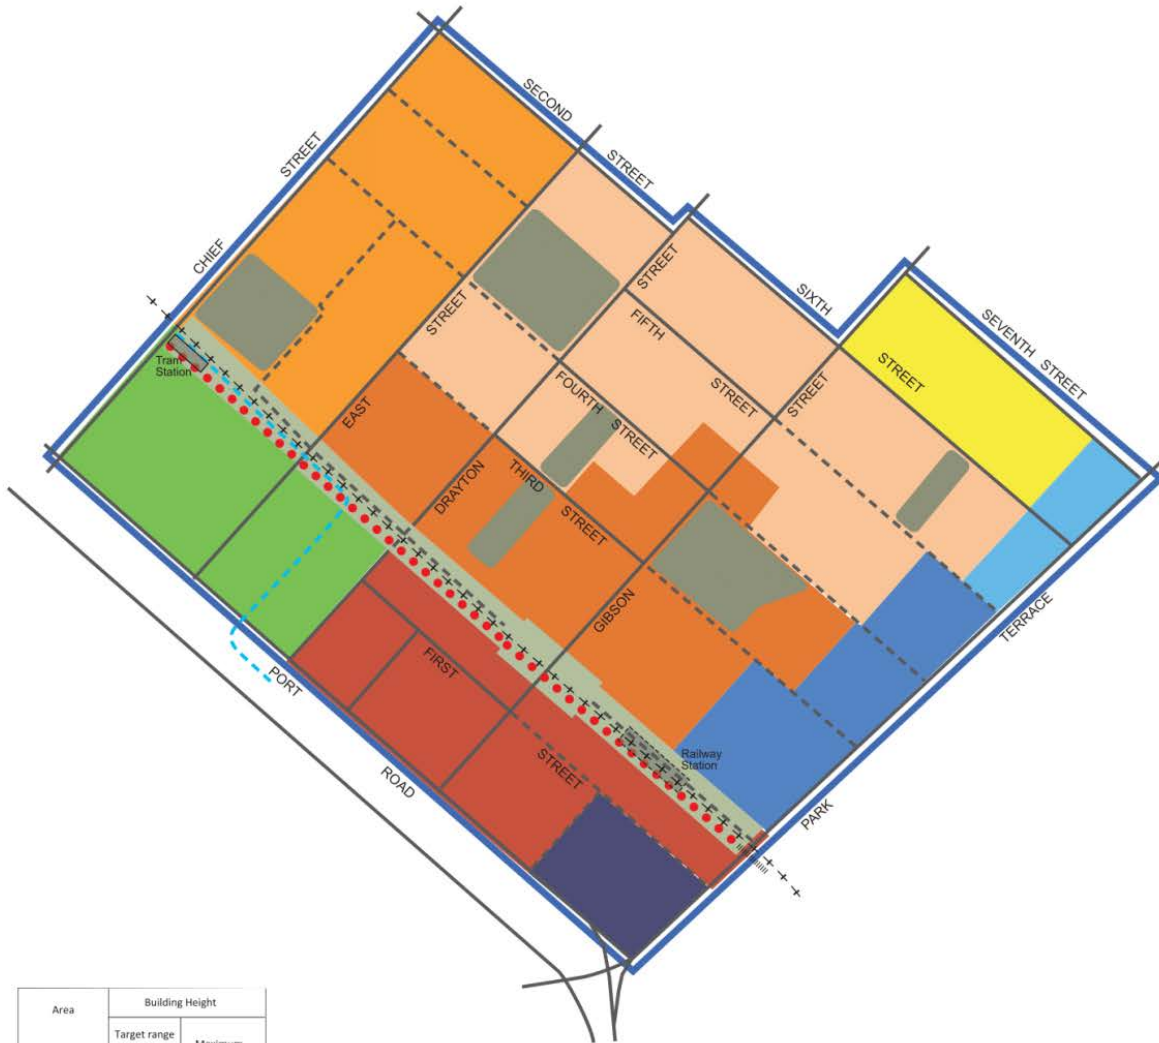 SECOND
STREET
STREET
CHIEF
STREET
SIXTH
SEVENTH STREET
STREET
FIFTH
STREET
STREET
STREET
Tram
Station
EAST
FOURTH
STREET
DRAYTON
THIRD
STREET
GIBSON
TERRACE
FIRST
STREET
PORT
ROAD
Railway
Station
PARK
Area
Building Height
Target range